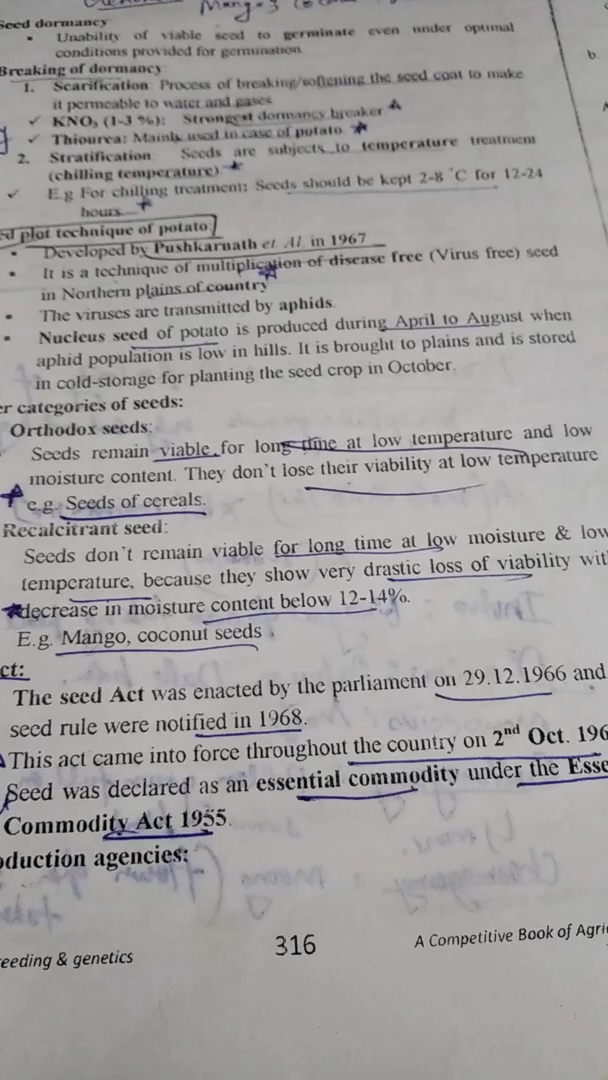 Mang
Seed dormancy
• Unability of viable seed to germinate even under optimal
conditions provided for germination
Breaking of dormancy
1. Scarification Process of breaking/softening the seed coat to make
it permeable to water and gases
✓ KNO3 (1-3 %): Strongest dormancy breaker
✓ Thiourea: Mainly used in case of potato
2. Stratification Seeds are subjects to temperature treatment
(chilling temperature)
✓ E.g For chilling treatment: Seeds should be kept 2-8 °C for 12-24
hours
ed plot technique of potato
• Developed by Pushkarnath et. Al. in 1967
• It is a technique of multiplication of disease free (Virus free) seed
in Northern plains of country
• The viruses are transmitted by aphids.
• Nucleus seed of potato is produced during April to August when
aphid population is low in hills. It is brought to plains and is stored
in cold-storage for planting the seed crop in October.
er categories of seeds:
Orthodox seeds:
Seeds remain viable for long time at low temperature and low
moisture content. They don't lose their viability at low temperature
e.g. Seeds of cereals.
Recalcitrant seed:
Seeds don't remain viable for long time at low moisture & low
temperature, because they show very drastic loss of viability wit
decrease in moisture content below 12-14%.
E.g. Mango, coconut seeds
ct:
The seed Act was enacted by the parliament on 29.12.1966 and
seed rule were notified in 1968.
This act came into force throughout the country on 2nd Oct. 196
Seed was declared as an essential commodity under the Esse
Commodity Act 1955.
oduction agencies:
b.
reeding & genetics
316
A Competitive Book of Agri